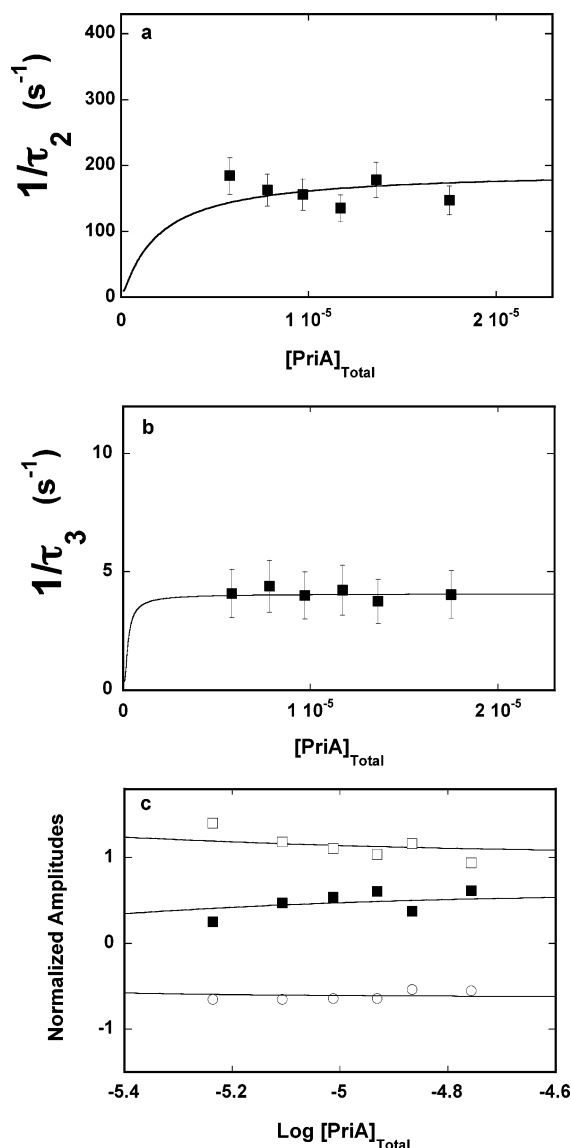 a
400
300
200
100
0
1/τ2 (s-1)
0 1 10-5 2 10-5
[PriA]Total
b
10
5
0
1/τ3 (s-1)
0 1 10-5 2 10-5
[PriA]Total
c
1
0
-1
Normalized Amplitudes
-5.4 -5.2 -5 -4.8 -4.6
Log [PriA]Total